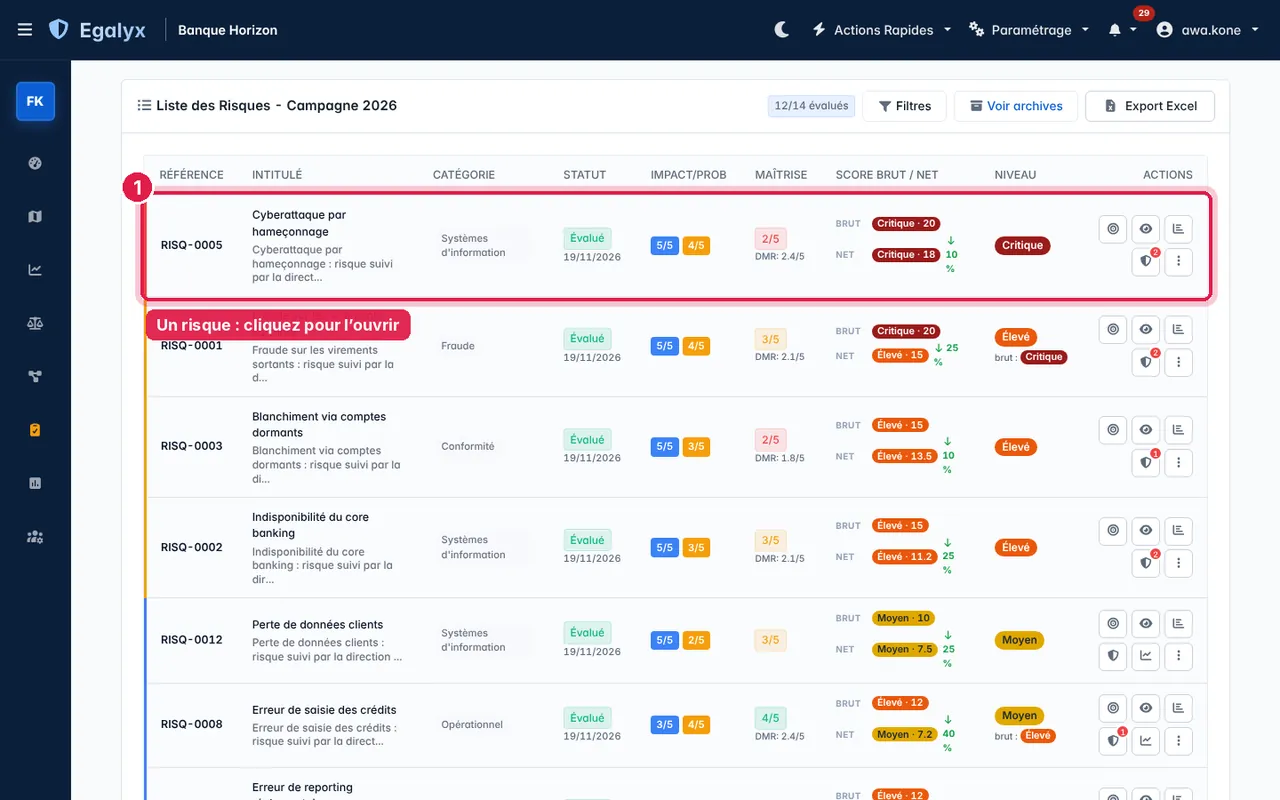 Egalyx
Banque Horizon
Actions Rapides
Paramétrage
29
awa.kone
FK
Liste des Risques - Campagne 2026
12/14 évalués
Filtres
Voir archives
Export Excel
RÉFÉRENCE INTITULÉ CATÉGORIE STATUT IMPACT/PROB MAÎTRISE SCORE BRUT / NET NIVEAU ACTIONS
1
RISQ-0005
Cyberattaque par
hameçonnage
Cyberattaque par
hameçonnage : risque suivi
par la direct...
Systèmes
d'information
Évalué
19/11/2026
5/5 4/5
2/5
DMR: 2.4/5
BRUT Critique · 20
NET Critique · 18 ↓ 10 %
Critique
2
Un risque : cliquez pour l’ouvrir
RISQ-0001
Fraude sur les virements
sortants : risque suivi par la
d...
Fraude
Évalué
19/11/2026
5/5 4/5
3/5
DMR: 2.1/5
BRUT Critique · 20
NET Élevé · 15 ↓ 25 %
Élevé
brut : Critique
2
RISQ-0003
Blanchiment via comptes
dormants
Blanchiment via comptes
dormants : risque suivi par la
di...
Conformité
Évalué
19/11/2026
5/5 3/5
2/5
DMR: 1.8/5
BRUT Élevé · 15
NET Élevé · 13.5 ↓ 10 %
Élevé
1
RISQ-0002
Indisponibilité du core
banking
Indisponibilité du core
banking : risque suivi par la
dir...
Systèmes
d'information
Évalué
19/11/2026
5/5 3/5
3/5
DMR: 2.1/5
BRUT Élevé · 15
NET Élevé · 11.2 ↓ 25 %
Élevé
2
RISQ-0012
Perte de données clients
Perte de données clients :
risque suivi par la direction ...
Systèmes
d'information
Évalué
19/11/2026
5/5 2/5
3/5
BRUT Moyen · 10
NET Moyen · 7.5 ↓ 25 %
Moyen
RISQ-0008
Erreur de saisie des crédits
Erreur de saisie des crédits :
risque suivi par la direct...
Opérationnel
Évalué
19/11/2026
3/5 4/5
4/5
DMR: 2.4/5
BRUT Élevé · 12
NET Moyen · 7.2 ↓ 40 %
Moyen
brut : Élevé
1
Erreur de reporting
BRUT Élevé · 12